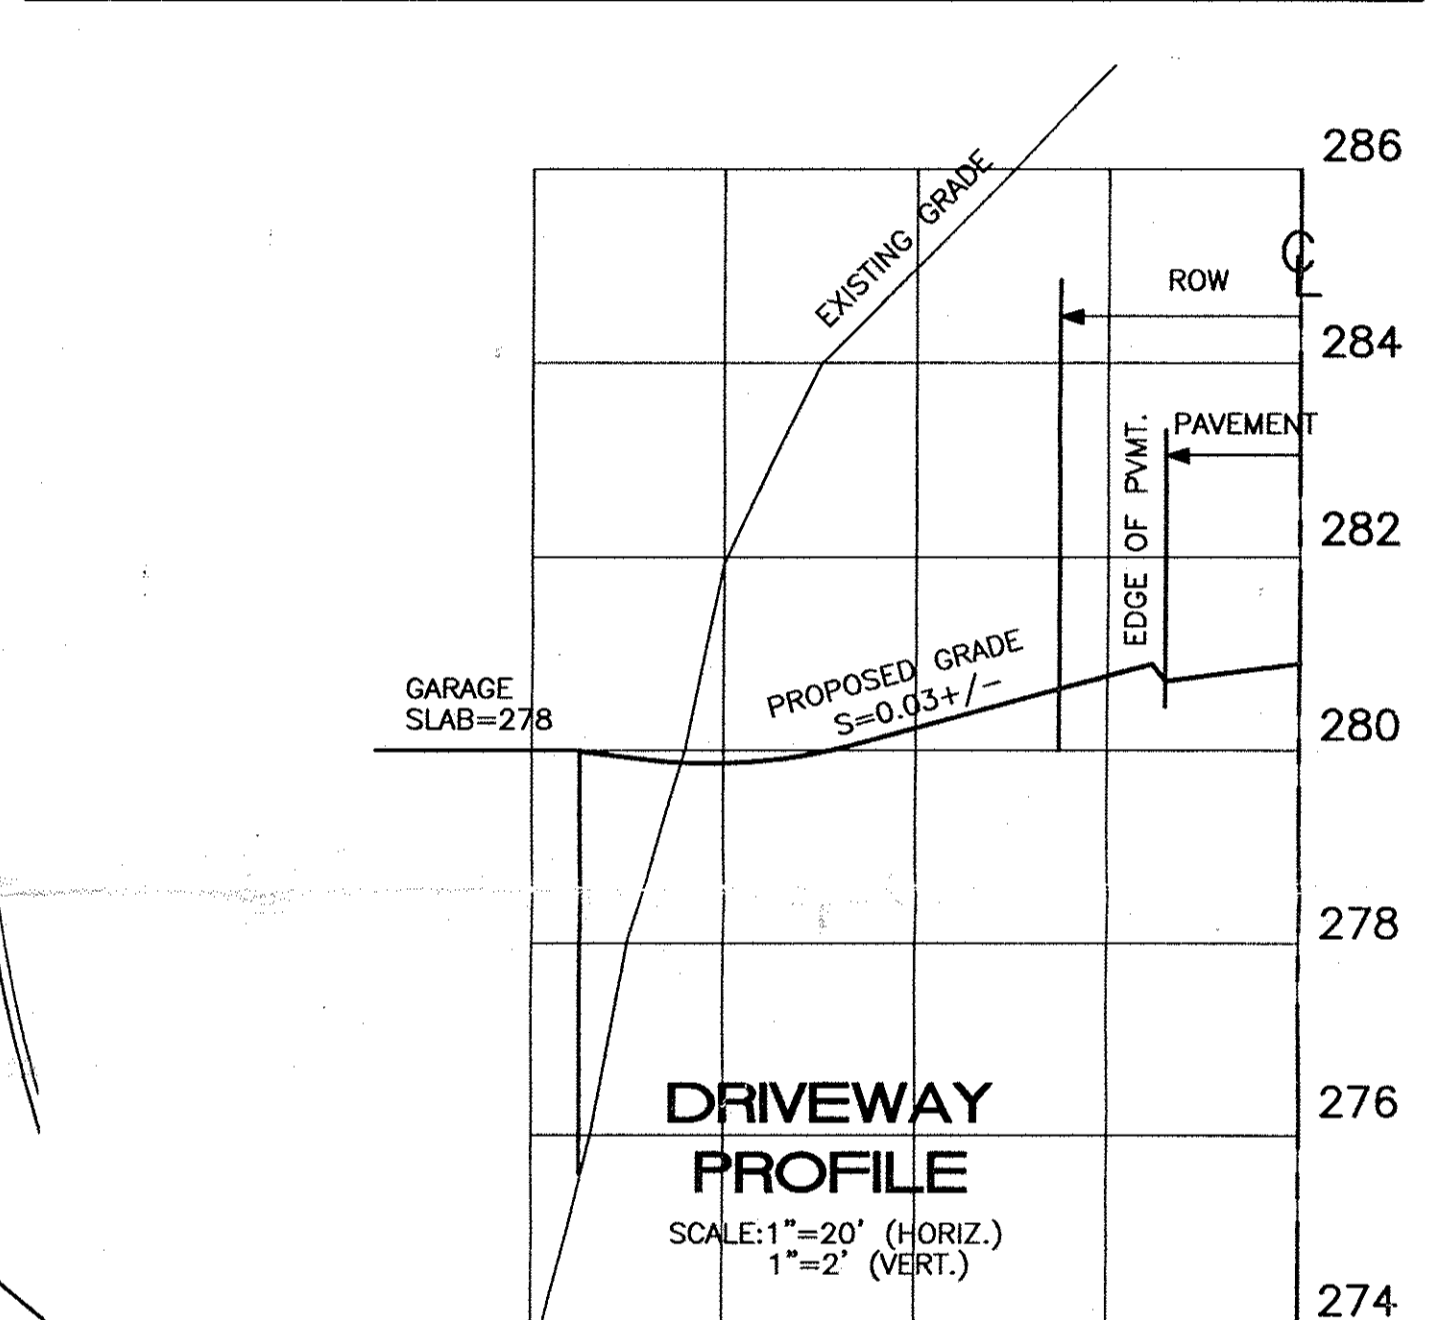 286
EXISTING GRADE
CL
ROW
284
PAVEMENT
EDGE OF PVMT.
282
PROPOSED GRADE
S=0.03+/-
GARAGE
SLAB=278
280
278
DRIVEWAY
PROFILE
276
SCALE:1"=20' (HORIZ.)
1"=2' (VERT.)
274